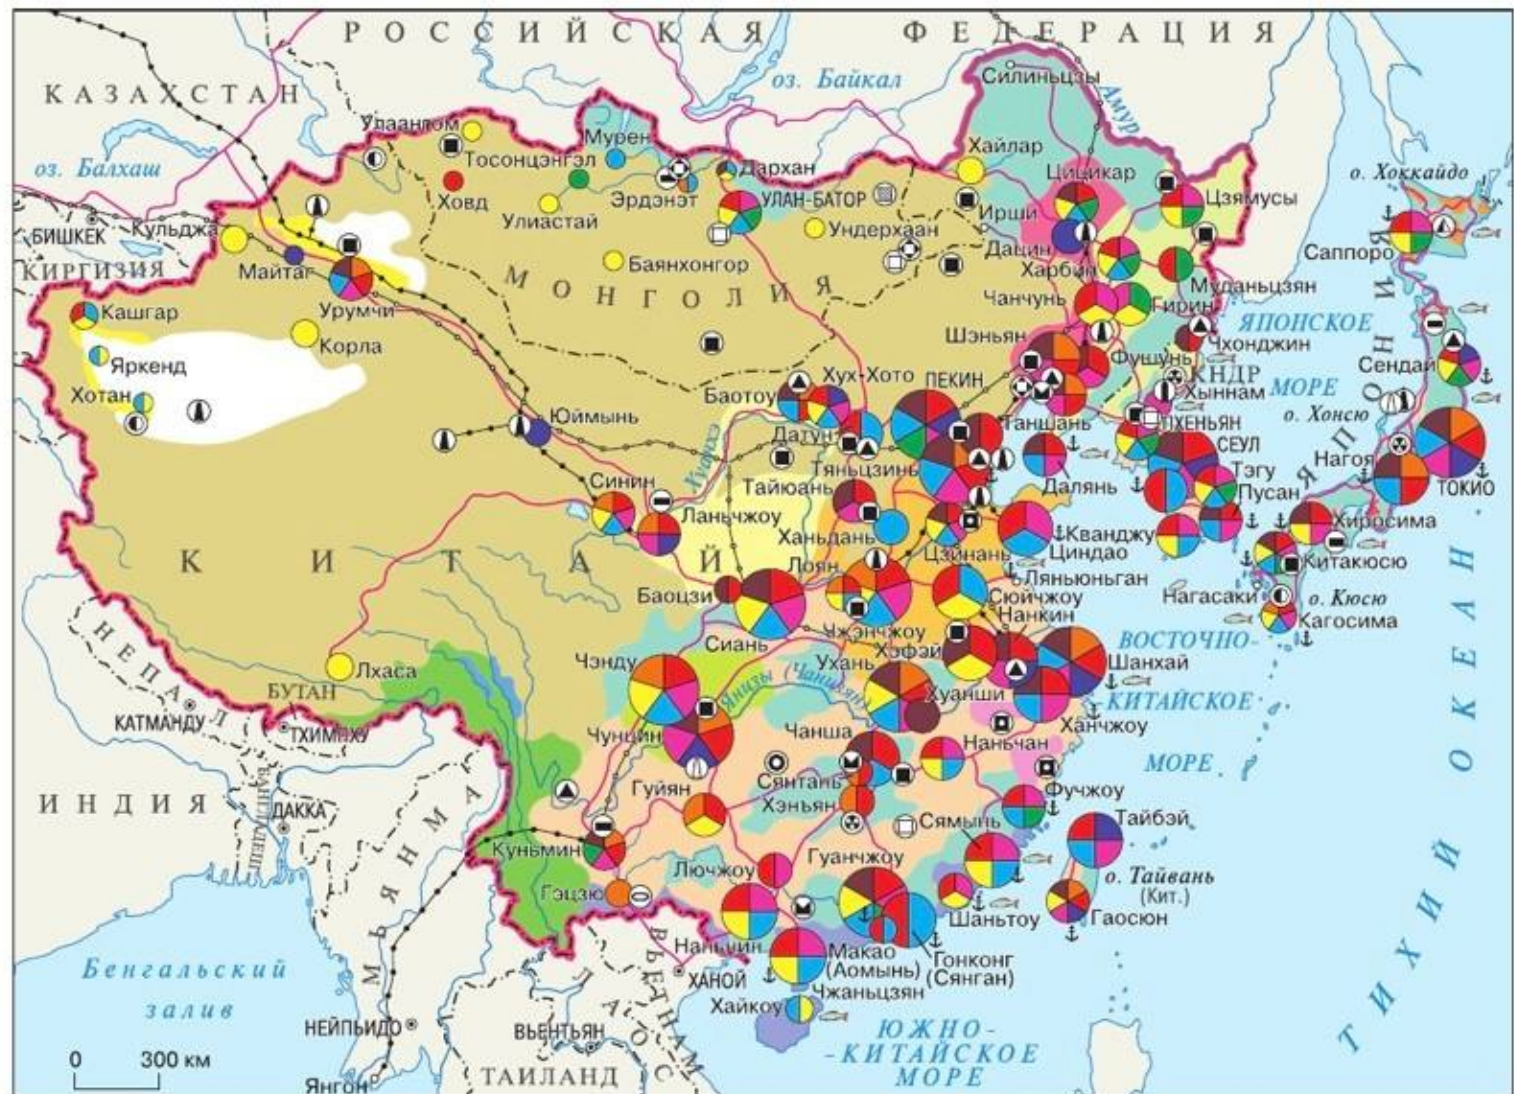 РОССИЙСКАЯ ФЕДЕРАЦИЯ
КАЗАХСТАН
оз. Байкал
Силиньцзы
Амур
оз. Балхаш
Улаангом
Тосонцэнгэл
Мурен
Дархан
Хайлар
Цицикар
о. Хоккайдо
Ховд
Улиастай
Эрдэнэт
УЛАН-БАТОР
Ирши
Цзямусы
БИШКЕК
Кульджа
Ундерхаан
Дацин
Саппоро
КИРГИЗИЯ
Майтаг
Баянхонгор
Харбин
Муданьцзян
МОНГОЛИЯ
Урумчи
Чанчунь
Гирин
ЯПОНСКОЕ
МОРЕ
Кашгар
Корла
Шэньян
Фушунь
Чхонджин
Сендай
Яркенд
Хух-Хото
ПЕКИН
КНДР
ЯПОНИЯ
Хотан
Баотоу
Хыннам
о. Хонсю
Юймынь
Датун
Таншань
ПХЕНЬЯН
СЕУЛ
Хуанхэ
Тяньцзинь
Тэгу
Нагоя
Синин
Тайюань
Далянь
Пусан
ТОКИО
Ланьчжоу
Ханьдань
Цзйнань
Кванджу
Хиросима
КИТАЙ
Циндао
Лоян
Ляньюньган
Китакюсю
Баоцзи
Сюйчжоу
Нагасаки
о. Кюсю
Нанкин
Кагосима
Сиань
Чжэнчжоу
Хэфэй
ВОСТОЧНО-
КИТАЙСКОЕ
МОРЕ
НЕПАЛ
Лхаса
Чэнду
Ухань
Шанхай
БУТАН
Янцзы (Чанцзян)
Хуанши
КАТМАНДУ
ТХИМПХУ
Чунцин
Чанша
Наньчан
Ханчжоу
ИНДИЯ
БАНГЛАДЕШ
ДАККА
Гуйян
Сянтань
Хэнъян
Фучжоу
Сямынь
Тайбэй
МЬЯНМА
Куньмин
Лючжоу
Гуанчжоу
о. Тайвань
(Кит.)
Гэцзю
Шаньтоу
Гаосюн
Наньнин
Макао
(Аомынь)
Гонконг
(Сянган)
Бенгальский
залив
ВЬЕТНАМ
ХАНОЙ
ЛАОС
Хайкоу
Чжаньцзян
НЕЙПЬИДО
ВЬЕНТЬЯН
ЮЖНО-
-КИТАЙСКОЕ
МОРЕ
0 300 км
Янгон
ТАИЛАНД
ТИХИЙ ОКЕАН